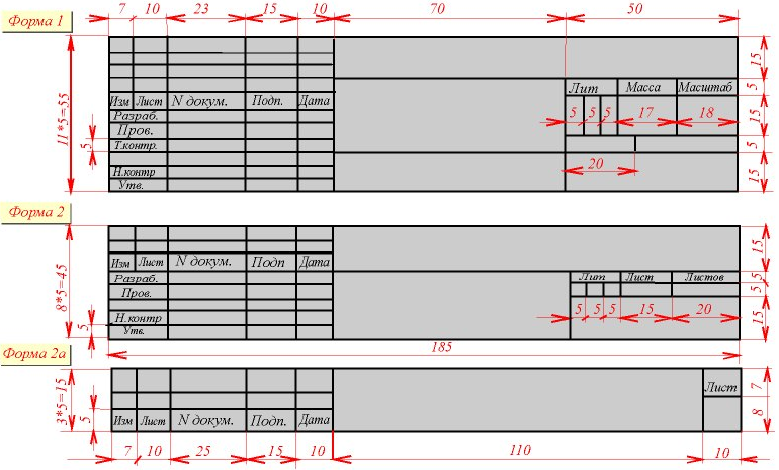 7 10 23 15 10 70 50
Форма 1
15
Лит Масса Масштаб
5
Изм Лист N докум. Подп. Дата
11*5=55
5 5 5 17 18
15
Разраб.
Пров.
5
Т.контр.
5
20
Н.контр
15
Утв.
Форма 2
15
Изм Лист N докум. Подп Дата
8*5=45
Разраб.
Лит Лист Листов
5
Пров.
5
5 5 5 15 20
15
Н.контр
5
Утв.
185
Форма 2а
7
Лист
3*5=15
8
5
Изм Лист N докум. Подп. Дата
7 10 25 15 10 110 10